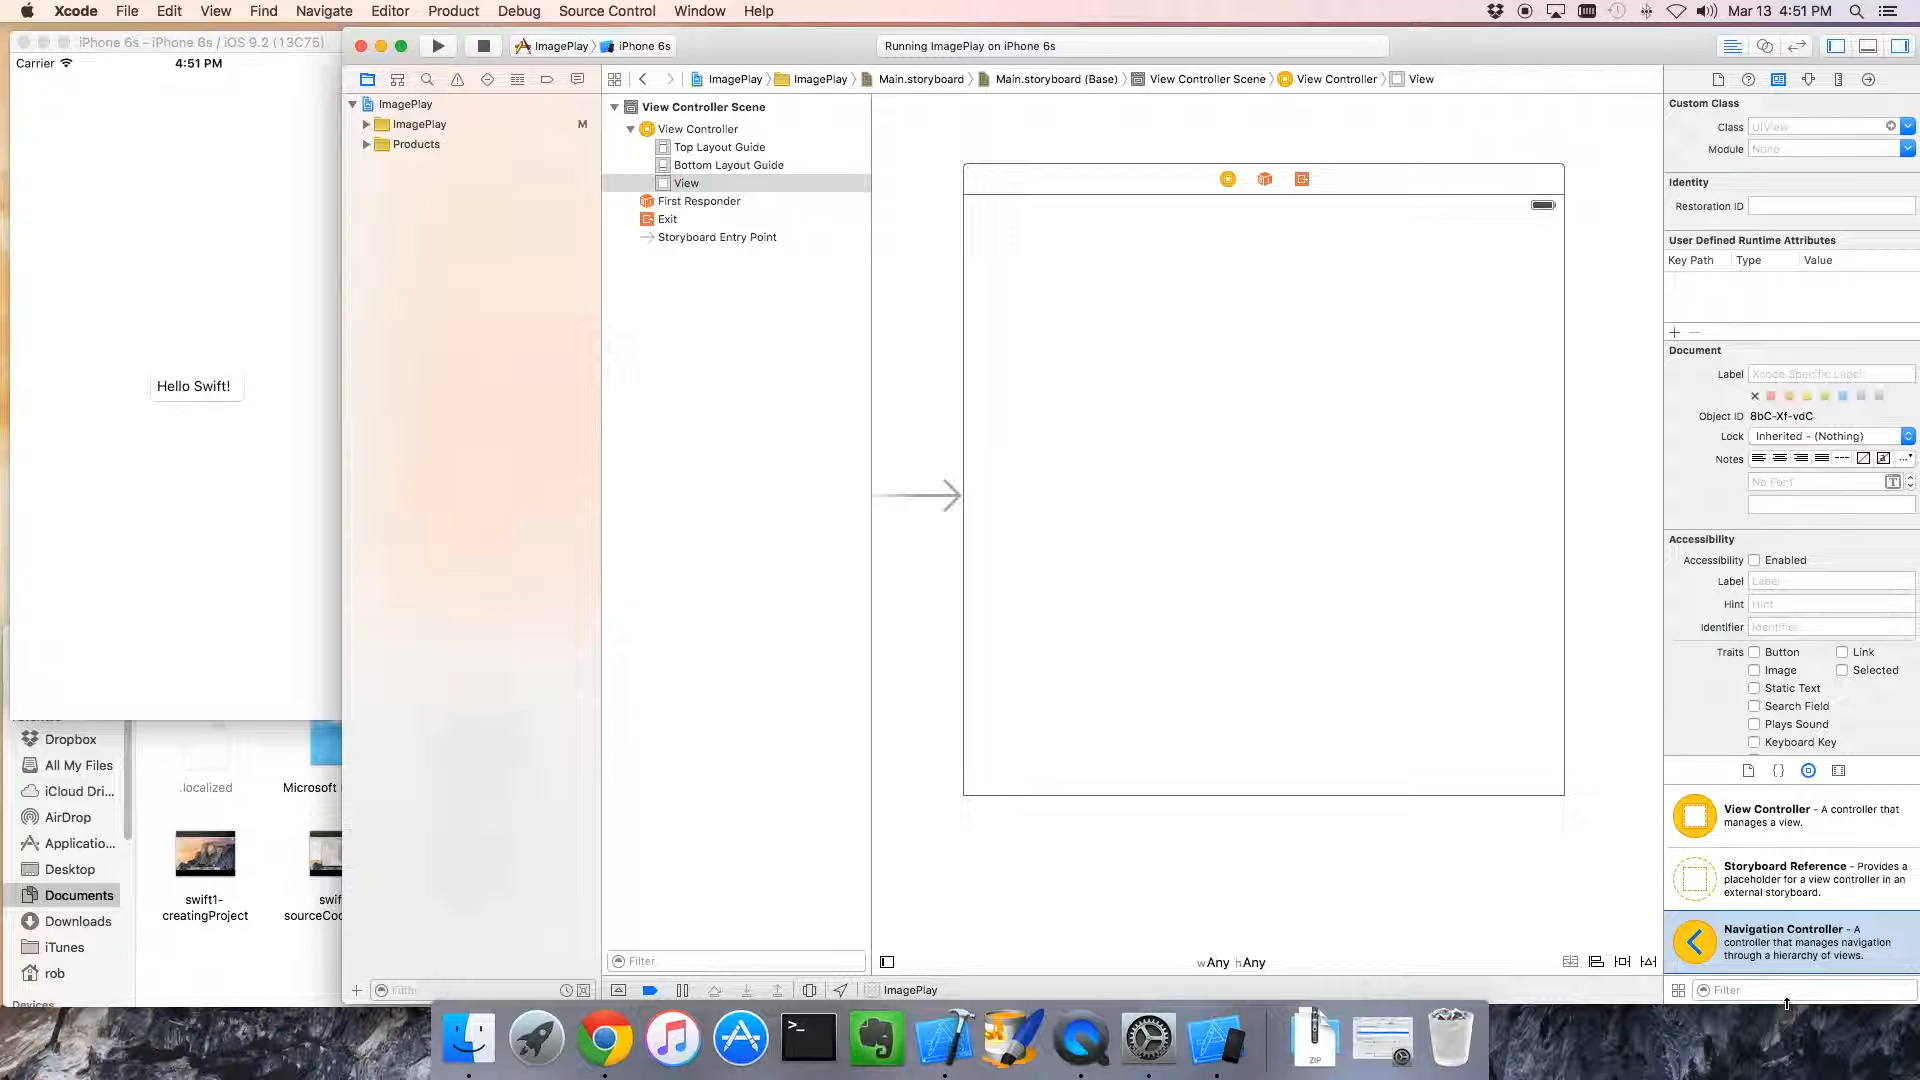 Xcode File Edit View Find Navigate Editor Product Debug Source Control Window Help
Mar 13 4:51 PM
iPhone 6s – iPhone 6s / iOS 9.2 (13C75)
Carrier
4:51 PM
Hello Swift!
Dropbox
All My Files
iCloud Dri...
AirDrop
Applicatio...
Desktop
Documents
Downloads
iTunes
rob
Devices
.localized
Microsoft
swift1-
creatingProject
swif
sourceCo
ImagePlay
iPhone 6s
Running ImagePlay on iPhone 6s
ImagePlay
ImagePlay
M
Products
Filter
ImagePlay
ImagePlay
Main.storyboard
Main.storyboard (Base)
View Controller Scene
View Controller
View
View Controller Scene
View Controller
Top Layout Guide
Bottom Layout Guide
View
First Responder
Exit
Storyboard Entry Point
Filter
wAny hAny
ImagePlay
Custom Class
Class UIView
Module None
Identity
Restoration ID
User Defined Runtime Attributes
Key Path Type Value
Document
Label Xcode Specific Label
Object ID 8bC-Xf-vdC
Lock Inherited - (Nothing)
Notes
No Font
Accessibility
Accessibility Enabled
Label Label
Hint Hint
Identifier Identifier
Traits Button Link
Image Selected
Static Text
Search Field
Plays Sound
Keyboard Key
View Controller - A controller that
manages a view.
Storyboard Reference - Provides a
placeholder for a view controller in an
external storyboard.
Navigation Controller - A
controller that manages navigation
through a hierarchy of views.
Filter
ZIP